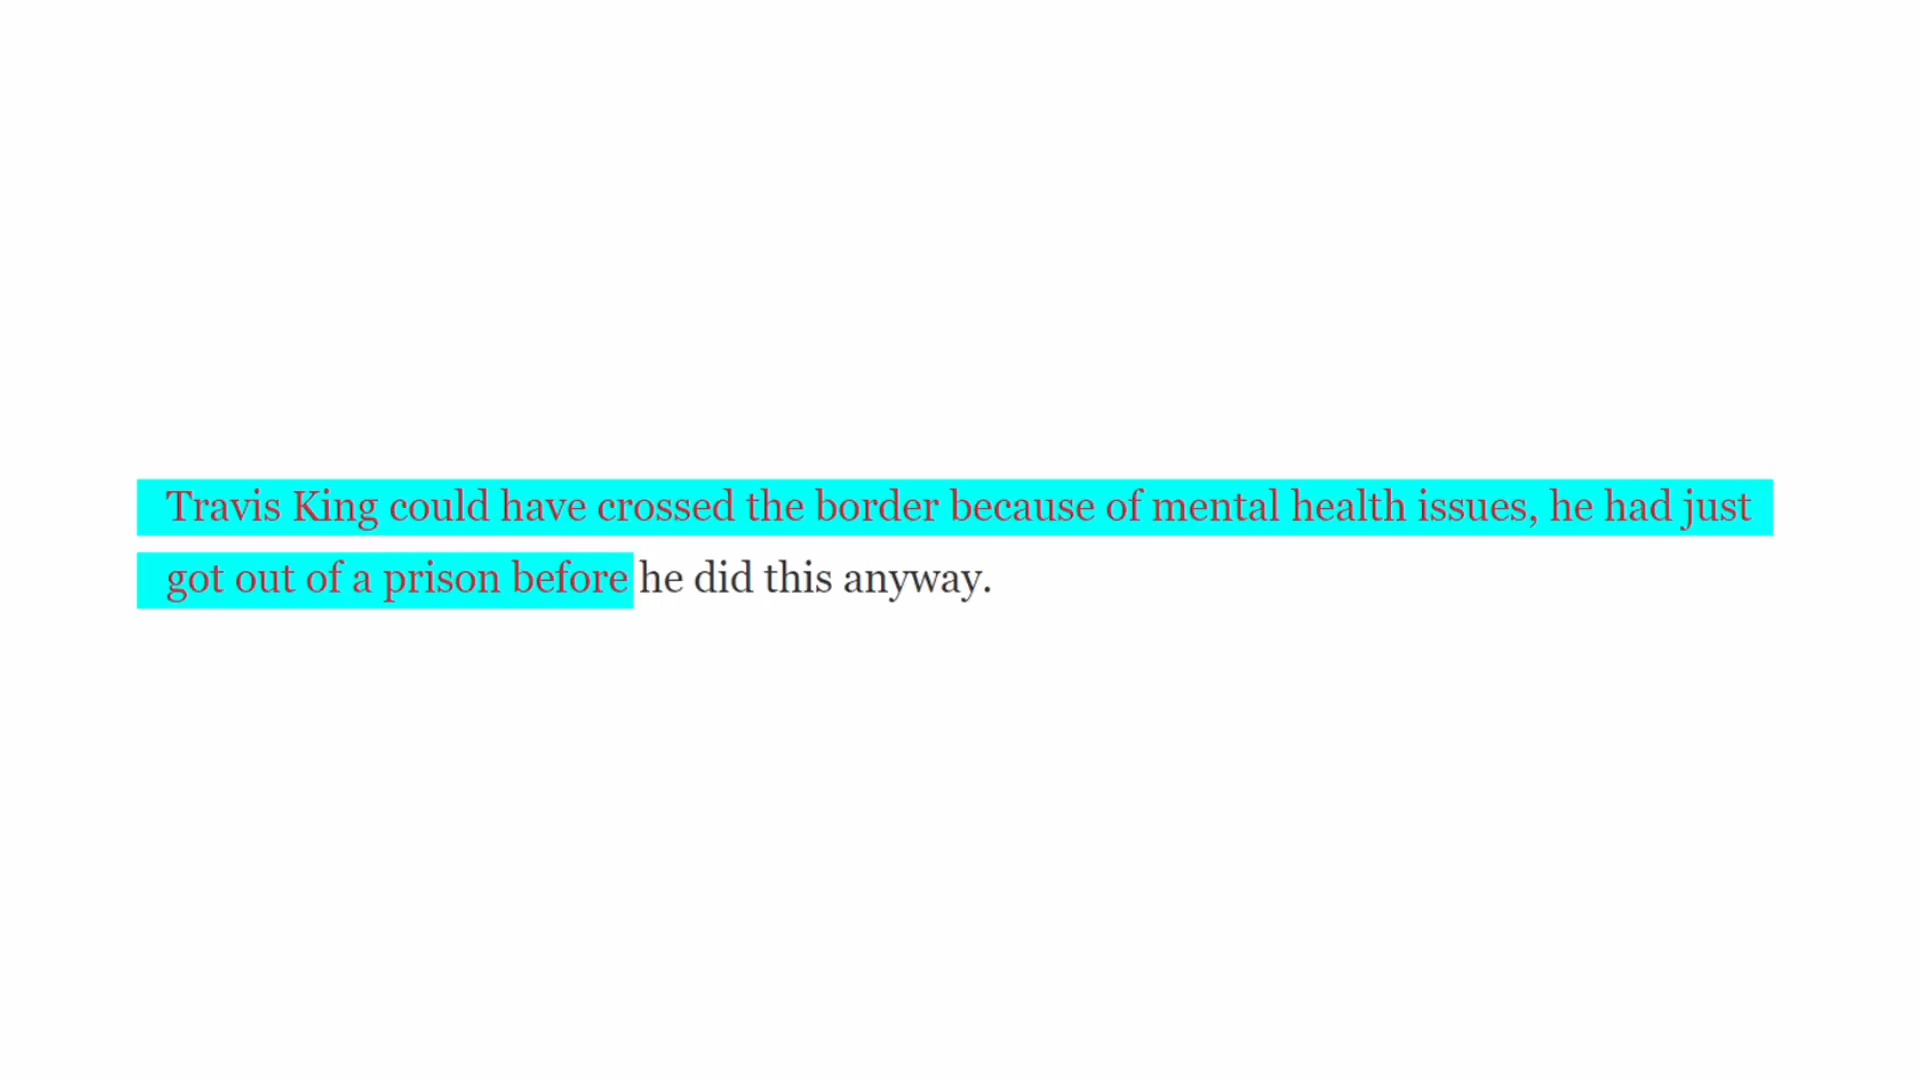 Travis King could have crossed the border because of mental health issues, he had just
got out of a prison before he did this anyway.